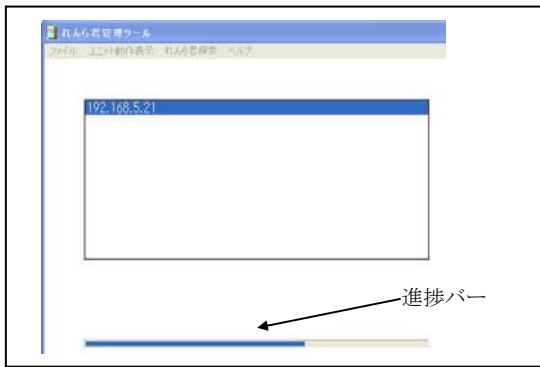 れんら君管理ツール
ファイル ユニット動作表示 れんら君探索 ヘルプ
192.168.5.21
進捗バー